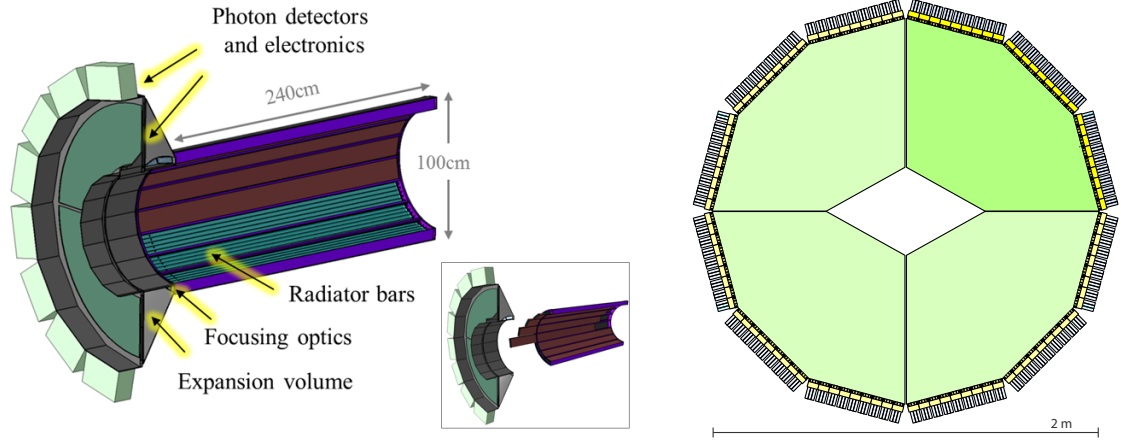 Photon detectors
and electronics
240cm
100cm
Radiator bars
Focusing optics
Expansion volume
2 m